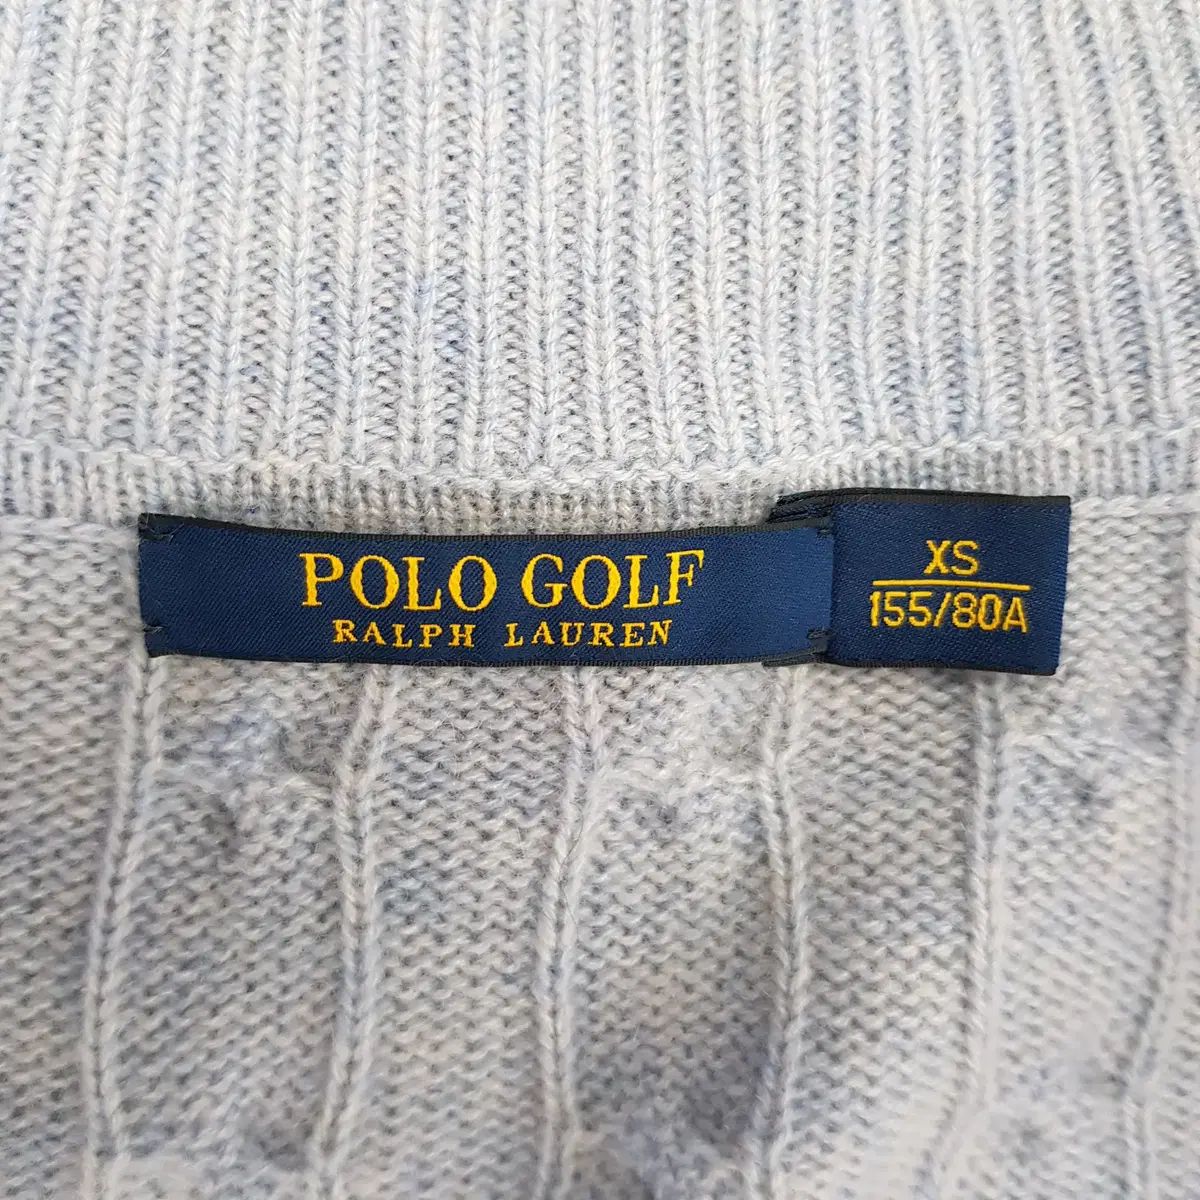 POLO GOLF
RALPH LAUREN
XS
155/80A